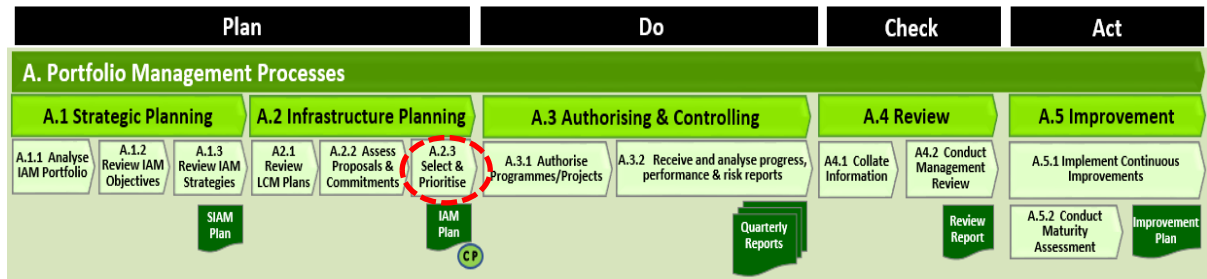 Plan
Do
Check
Act
A. Portfolio Management Processes
A.1 Strategic Planning
A.2 Infrastructure Planning
A.3 Authorising & Controlling
A.4 Review
A.5 Improvement
A.1.1 Analyse
IAM Portfolio
A.1.2
Review IAM
Objectives
A.1.3
Review IAM
Strategies
A2.1
Review
LCM Plans
A.2.2 Assess
Proposals &
Commitments
A.2.3
Select &
Prioritise
A.3.1 Authorise
Programmes/Projects
A.3.2 Receive and analyse progress,
performance & risk reports
A4.1 Collate
Information
A4.2 Conduct
Management
Review
A.5.1 Implement Continuous
Improvements
SIAM
Plan
IAM
Plan
CP
Quarterly
Reports
Review
Report
A.5.2 Conduct
Maturity
Assessment
Improvement
Plan